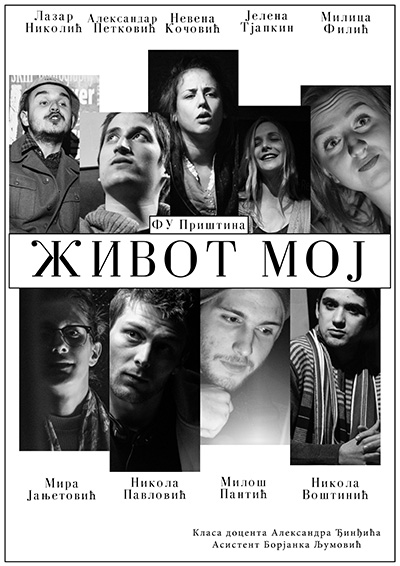 Лазар Николић
Александар Петковић
Невена Кочовић
Јелена Тјапкин
Милица Филић
ФУ Приштина
ЖИВОТ МОЈ
Мира Јањетовић
Никола Павловић
Милош Пантић
Никола Воштинић
Класа доцента Александра Ђинђића
Асистент Борјанка Љумовић